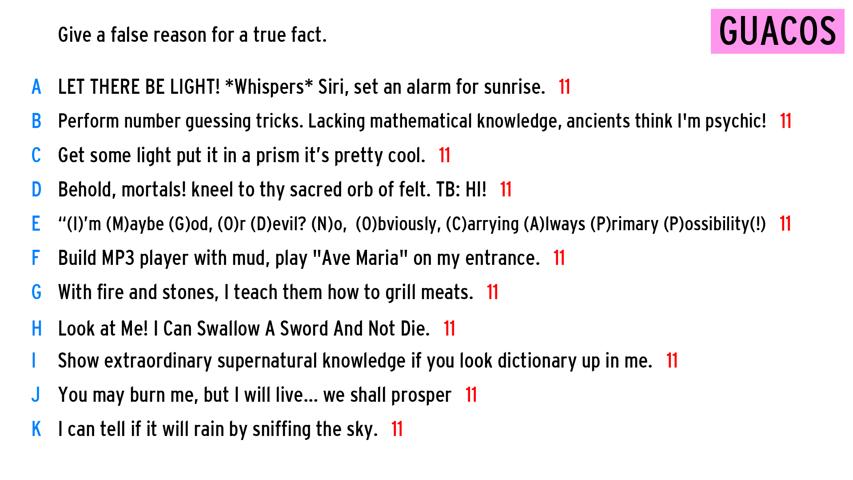 Give a false reason for a true fact.
GUACOS
A LET THERE BE LIGHT! *Whispers* Siri, set an alarm for sunrise. 11
B Perform number guessing tricks. Lacking mathematical knowledge, ancients think I'm psychic! 11
C Get some light put it in a prism it’s pretty cool. 11
D Behold, mortals! kneel to thy sacred orb of felt. TB: HI! 11
E “(I)’m (M)aybe (G)od, (O)r (D)evil? (N)o, (O)bviously, (C)arrying (A)lways (P)rimary (P)ossibility(!) 11
F Build MP3 player with mud, play "Ave Maria" on my entrance. 11
G With fire and stones, I teach them how to grill meats. 11
H Look at Me! I Can Swallow A Sword And Not Die. 11
I Show extraordinary supernatural knowledge if you look dictionary up in me. 11
J You may burn me, but I will live... we shall prosper 11
K I can tell if it will rain by sniffing the sky. 11